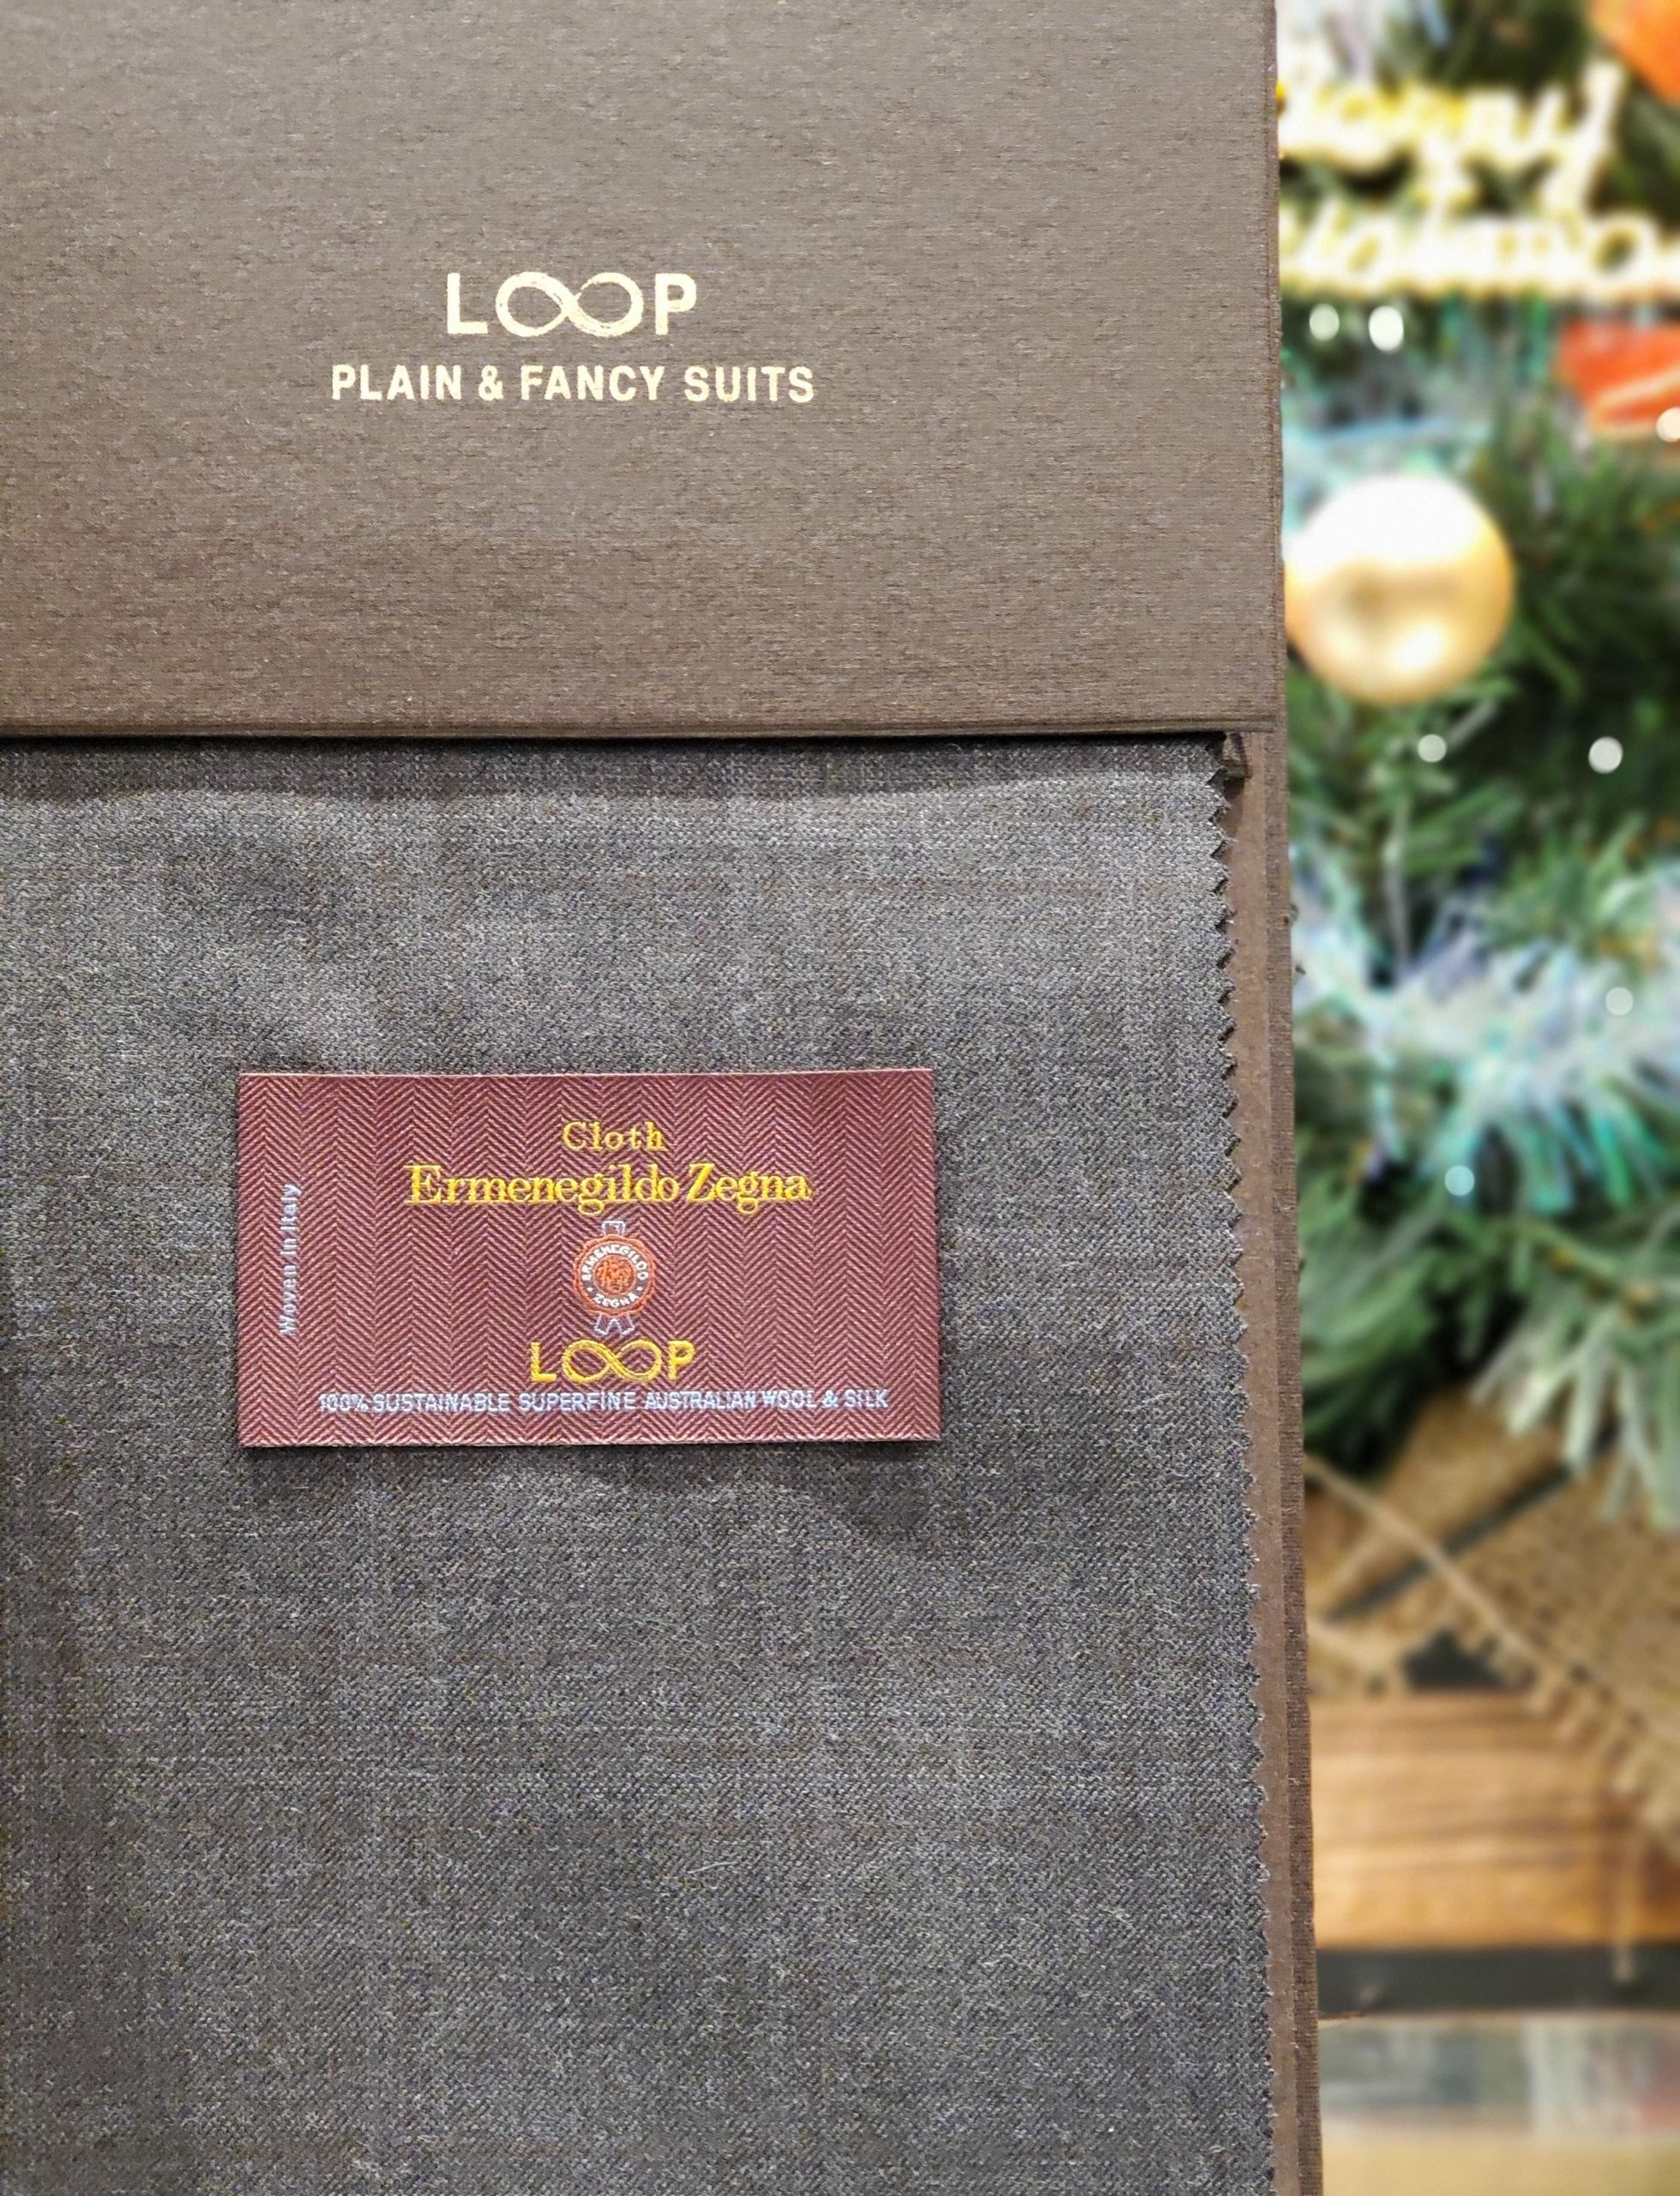 LOOP
PLAIN & FANCY SUITS
Cloth
Ermenegildo Zegna
ERMENEGILDO
ZEGNA
Woven in Italy
LOOP
100% SUSTAINABLE SUPERFINE AUSTRALIAN WOOL & SILK